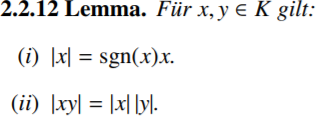 2.2.12 Lemma. Für x, y ∈ K gilt:
(i) |x| = sgn(x)x.
(ii) |xy| = |x| |y|.